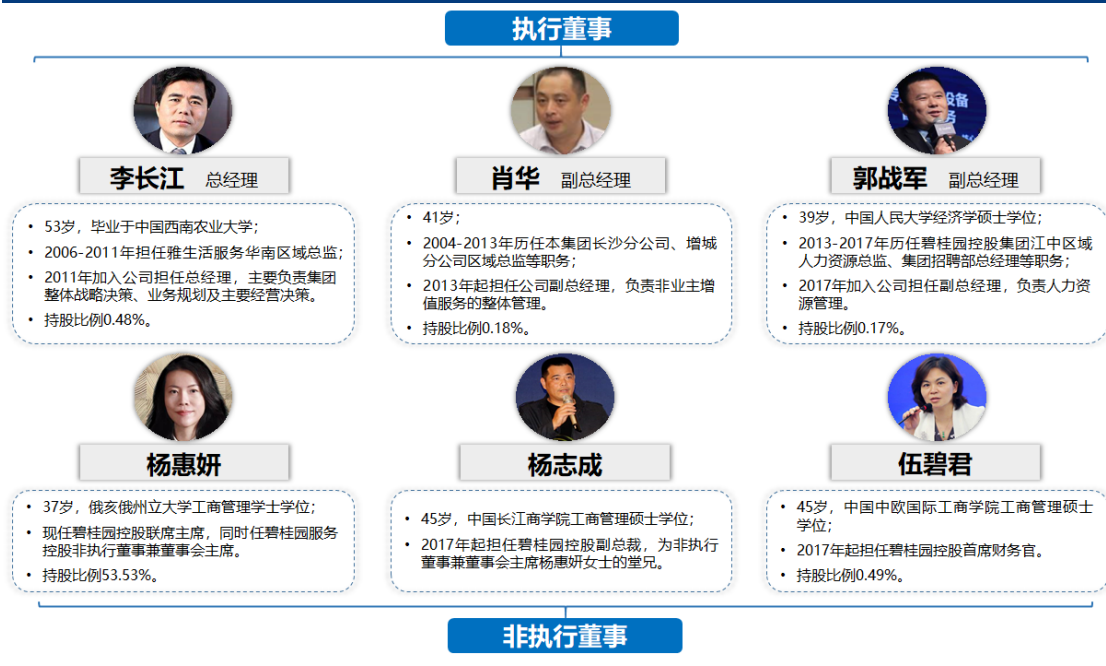 执行董事
李长江 总经理
• 53岁，毕业于中国西南农业大学；
• 2006-2011年担任雅生活服务华南区域总监；
• 2011年加入公司担任总经理，主要负责集团
整体战略决策、业务规划及主要经营决策。
• 持股比例0.48%。
肖华 副总经理
• 41岁；
• 2004-2013年历任本集团长沙分公司、增城
分公司区域总监等职务；
• 2013年起担任公司副总经理，负责非业主增
值服务的整体管理。
• 持股比例0.18%。
郭战军 副总经理
• 39岁，中国人民大学经济学硕士学位；
• 2013-2017年历任碧桂园控股集团江中区域
人力资源总监、集团招聘部总经理等职务；
• 2017年加入公司担任副总经理，负责人力资
源管理。
• 持股比例0.17%。
杨惠妍
• 37岁，俄亥俄州立大学工商管理学士学位；
• 现任碧桂园控股联席主席，同时任碧桂园服务
控股非执行董事兼董事会主席。
• 持股比例53.53%。
杨志成
• 45岁，中国长江商学院工商管理硕士学位；
• 2017年起担任碧桂园控股副总裁，为非执行
董事兼董事会主席杨惠妍女士的堂兄。
伍碧君
• 45岁，中国中欧国际工商学院工商管理硕士
学位；
• 2017年起担任碧桂园控股首席财务官。
• 持股比例0.49%。
非执行董事